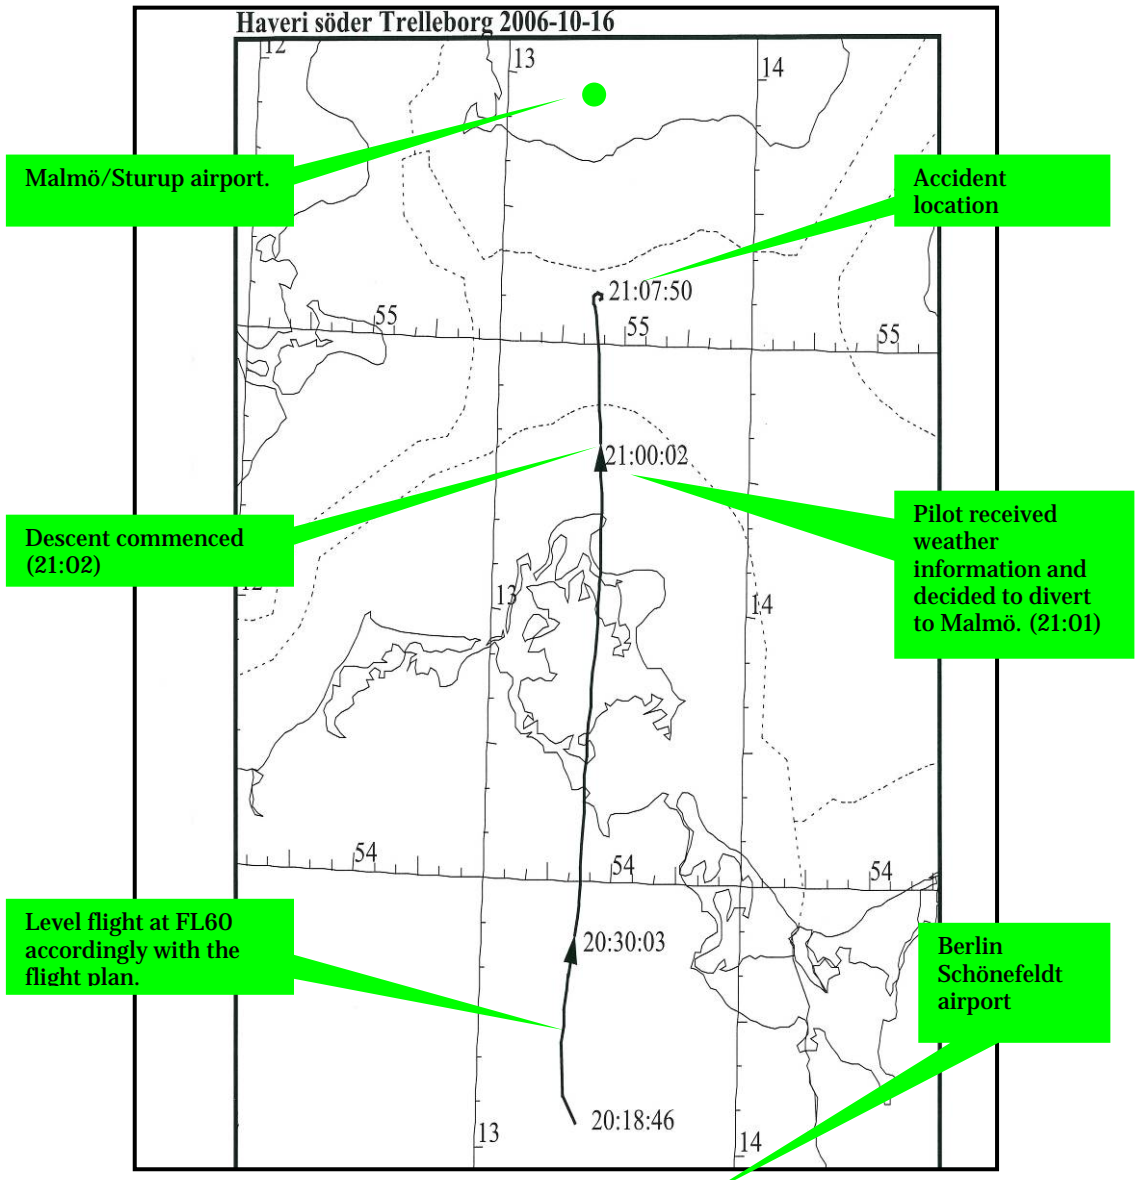 Haveri söder Trelleborg 2006-10-16
12
13
14
Malmö/Sturup airport.
Accident
location
21:07:50
55
55
55
21:00:02
Descent commenced
(21:02)
Pilot received
weather
information and
decided to divert
to Malmö. (21:01)
12
13
14
54
54
54
Level flight at FL60
accordingly with the
flight plan.
20:30:03
Berlin
Schönefeldt
airport
20:18:46
13
14